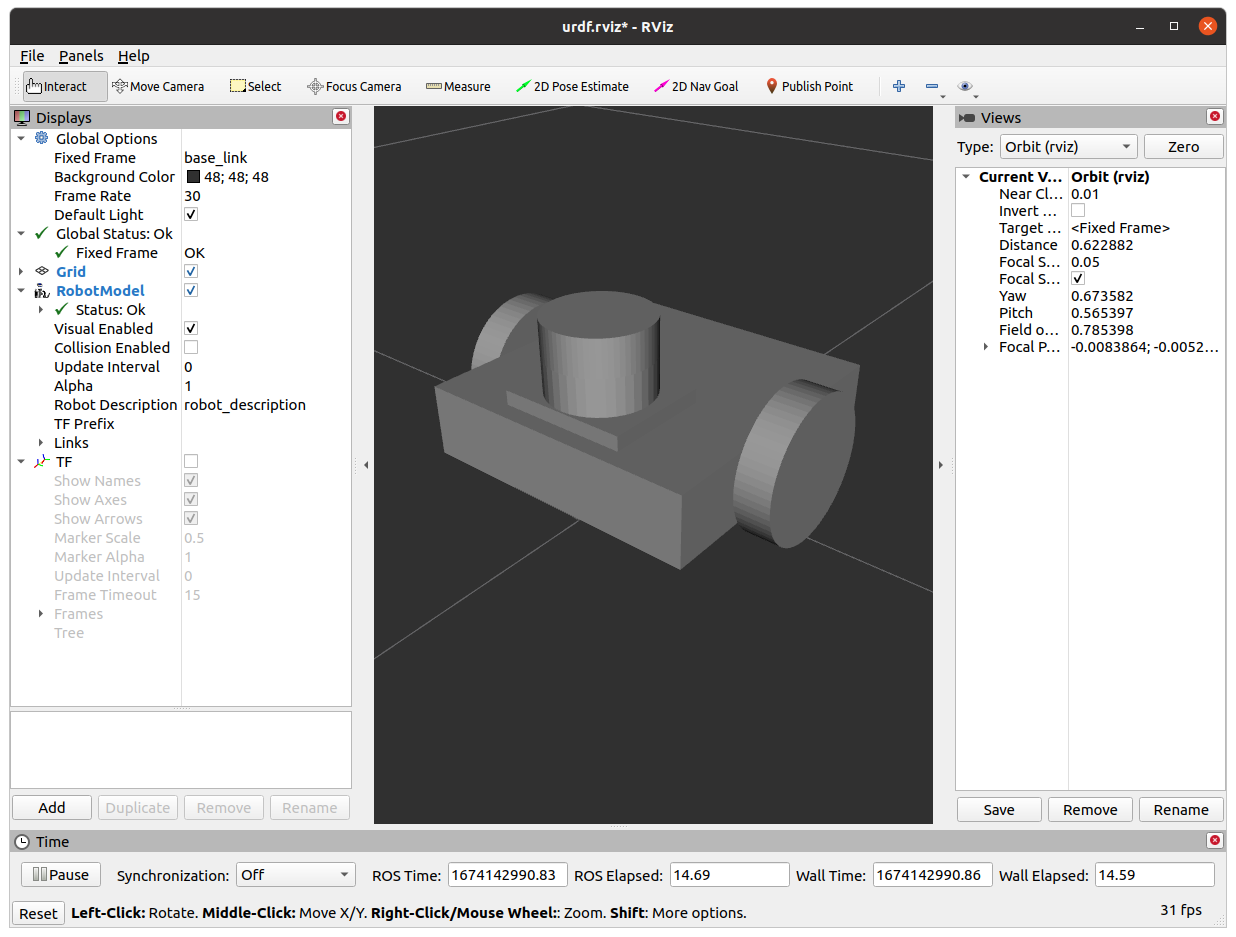 urdf.rviz* - RViz
File Panels Help
Interact Move Camera Select Focus Camera Measure 2D Pose Estimate 2D Nav Goal Publish Point
Displays
Global Options
Fixed Frame base_link
Background Color 48; 48; 48
Frame Rate 30
Default Light
Global Status: Ok
Fixed Frame OK
Grid
RobotModel
Status: Ok
Visual Enabled
Collision Enabled
Update Interval 0
Alpha 1
Robot Description robot_description
TF Prefix
Links
TF
Show Names
Show Axes
Show Arrows
Marker Scale 0.5
Marker Alpha 1
Update Interval 0
Frame Timeout 15
Frames
Tree
Add Duplicate Remove Rename
Views
Type: Orbit (rviz) Zero
Current V... Orbit (rviz)
Near Cl... 0.01
Invert ...
Target ... <Fixed Frame>
Distance 0.622882
Focal S... 0.05
Focal S...
Yaw 0.673582
Pitch 0.565397
Field o... 0.785398
Focal P... -0.0083864; -0.0052...
Save Remove Rename
Time
Pause Synchronization: Off ROS Time: 1674142990.83 ROS Elapsed: 14.69 Wall Time: 1674142990.86 Wall Elapsed: 14.59
Reset Left-Click: Rotate. Middle-Click: Move X/Y. Right-Click/Mouse Wheel:: Zoom. Shift: More options. 31 fps